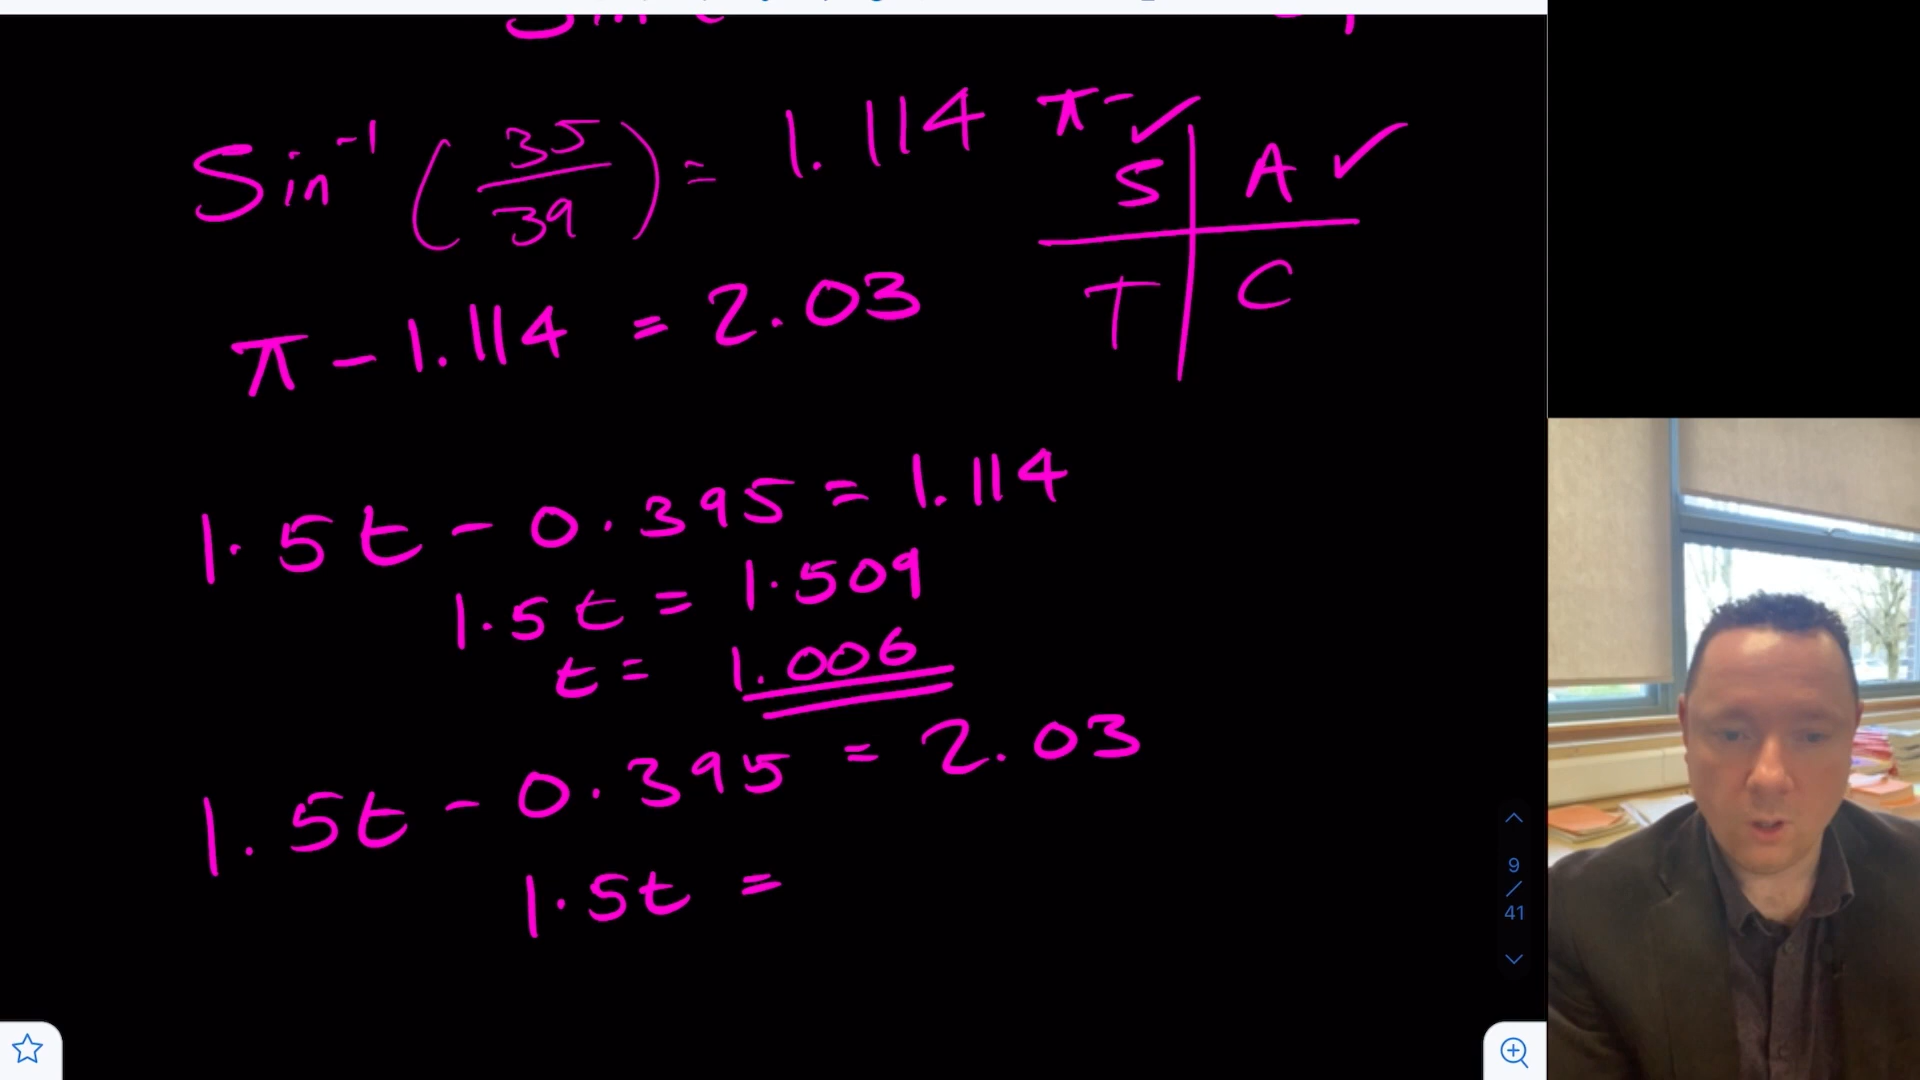 Sin⁻¹ (35/39) = 1.114
π-
S A
T C
π - 1.114 = 2.03
1.5t - 0.395 = 1.114
1.5t = 1.509
t = 1.006
1.5t - 0.395 = 2.03
1.5t =
9
/
41